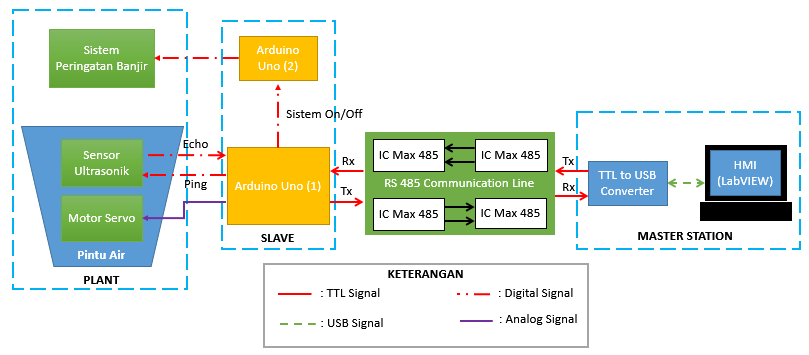 Sistem
Peringatan Banjir
Sensor
Ultrasonik
Motor Servo
Pintu Air
PLANT
Echo
Ping
Arduino
Uno (2)
Sistem On/Off
Arduino Uno (1)
SLAVE
Rx
Tx
IC Max 485
IC Max 485
RS 485 Communication Line
IC Max 485
IC Max 485
Tx
Rx
TTL to USB
Converter
HMI
(LabVIEW)
MASTER STATION
KETERANGAN
: TTL Signal
: Digital Signal
: USB Signal
: Analog Signal